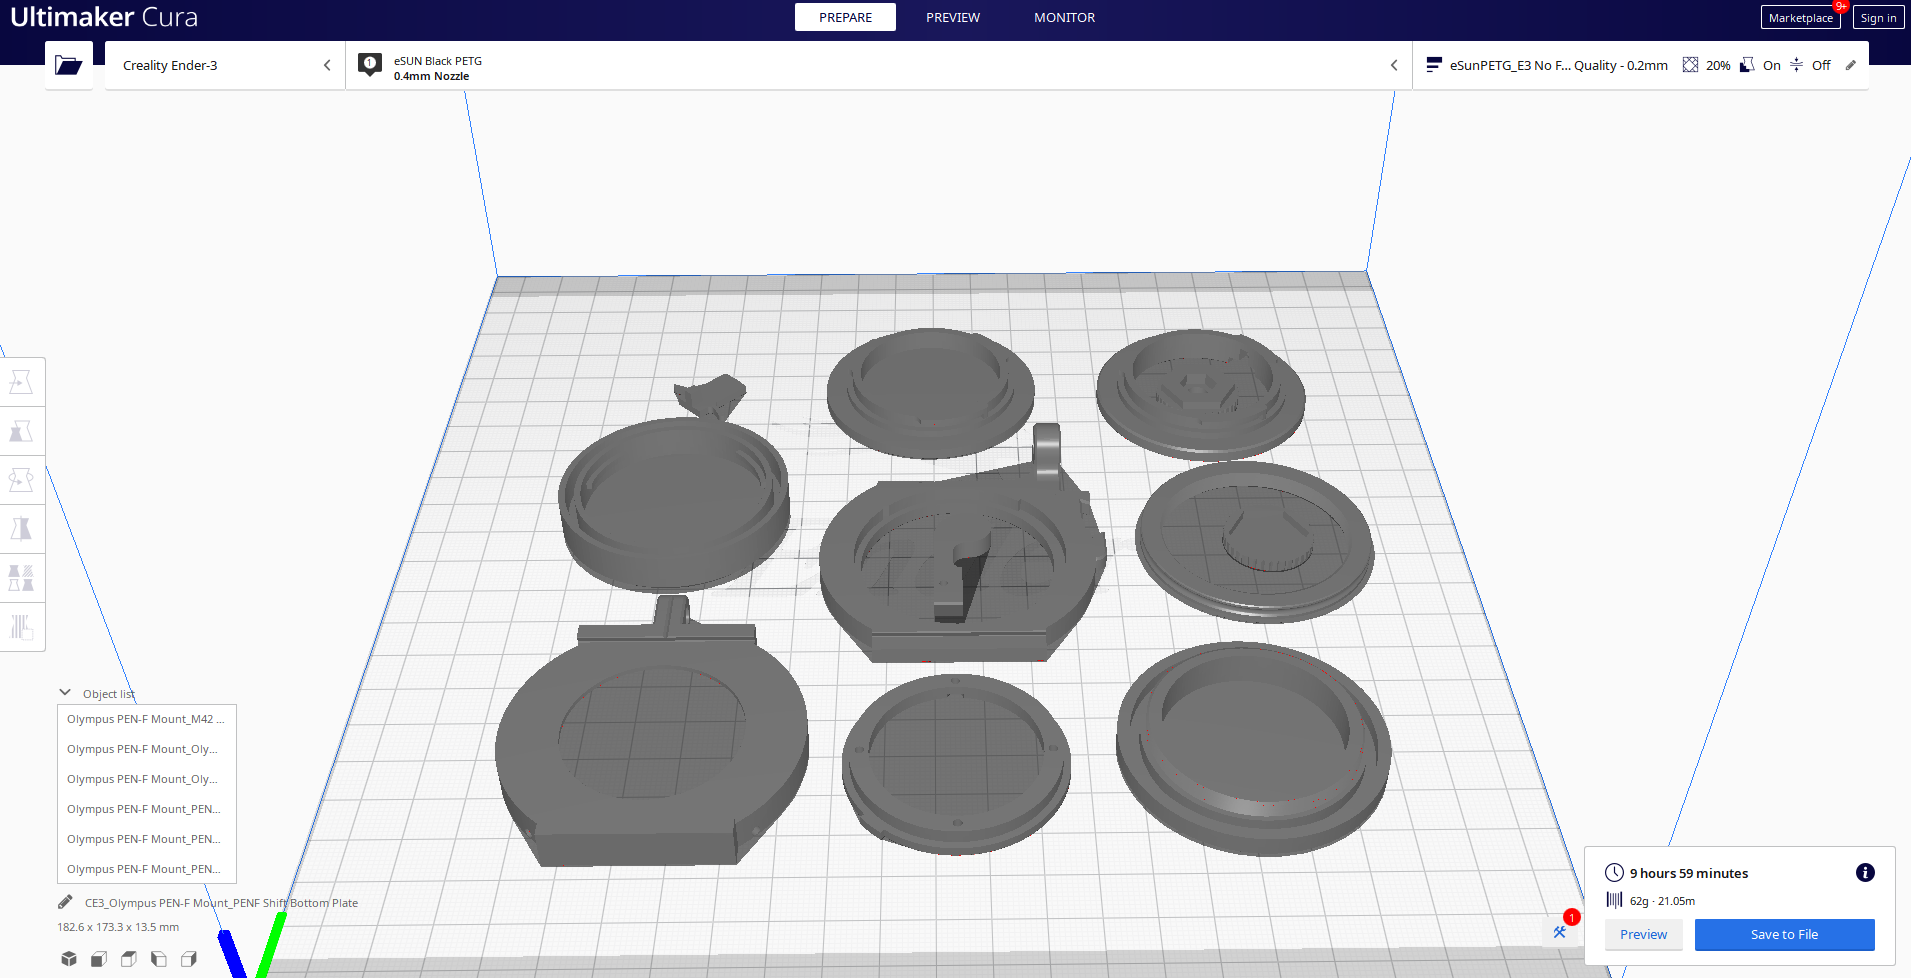 Ultimaker Cura
PREPARE
PREVIEW
MONITOR
Marketplace
9+
Sign in
Creality Ender-3
1
eSUN Black PETG
0.4mm Nozzle
eSunPETG_E3 No F... Quality - 0.2mm
20%
On
Off
Object list
Olympus PEN-F Mount_M42 ...
Olympus PEN-F Mount_Oly...
Olympus PEN-F Mount_Oly...
Olympus PEN-F Mount_PEN...
Olympus PEN-F Mount_PEN...
Olympus PEN-F Mount_PEN...
CE3_Olympus PEN-F Mount_PENF Shift Bottom Plate
182.6 x 173.3 x 13.5 mm
9 hours 59 minutes
62g · 21.05m
1
Preview
Save to File